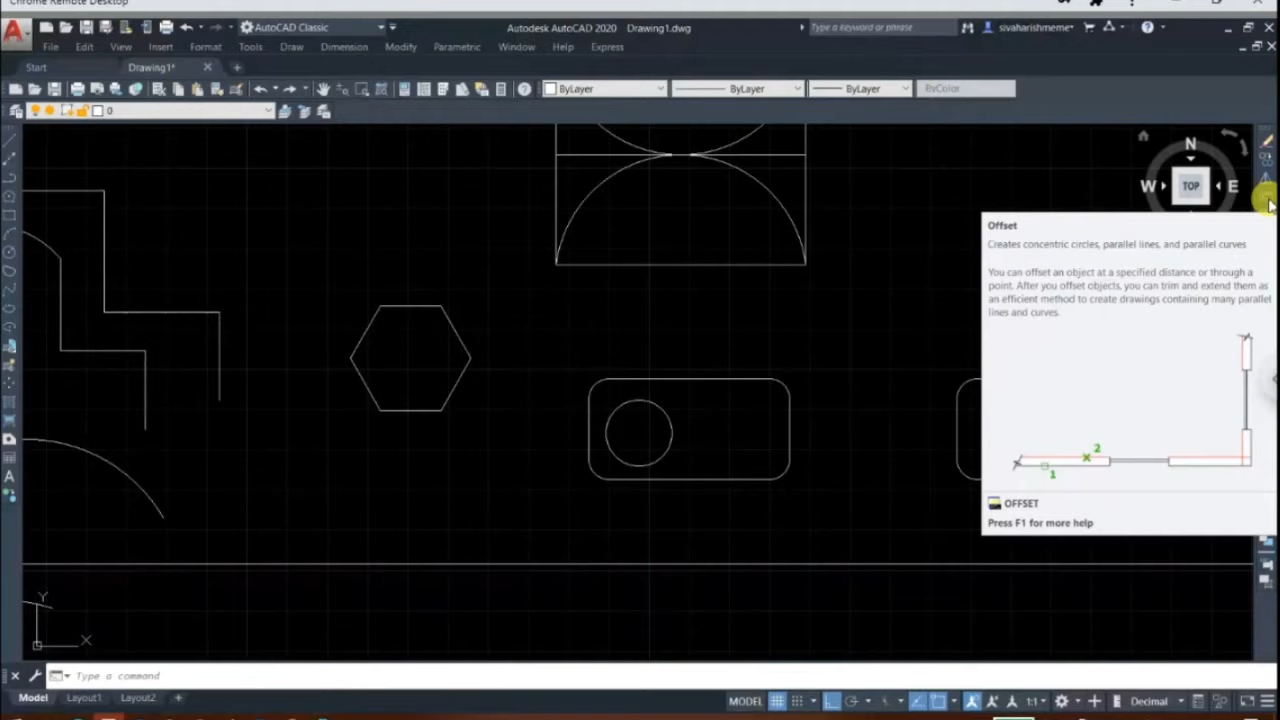 Chrome Remote Desktop
AutoCAD Classic
Autodesk AutoCAD 2020 Drawing1.dwg
Type a keyword or phrase
sivaharishmeme
File Edit View Insert Format Tools Draw Dimension Modify Parametric Window Help Express
Start Drawing1*
ByLayer ByLayer ByLayer ByColor
0
N
W TOP E
Offset
Creates concentric circles, parallel lines, and parallel curves
You can offset an object at a specified distance or through a
point. After you offset objects, you can trim and extend them as
an efficient method to create drawings containing many parallel
lines and curves.
2
1
OFFSET
Press F1 for more help
Y
X
Type a command
Model Layout1 Layout2 +
MODEL 1:1 Decimal